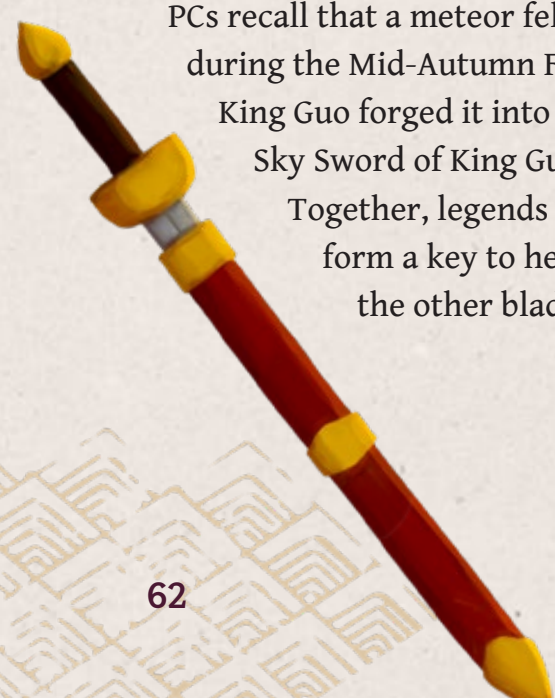 PCs recall that a meteor fel
during the Mid-Autumn F
King Guo forged it into
Sky Sword of King Gu
Together, legends
form a key to he
the other blad
62